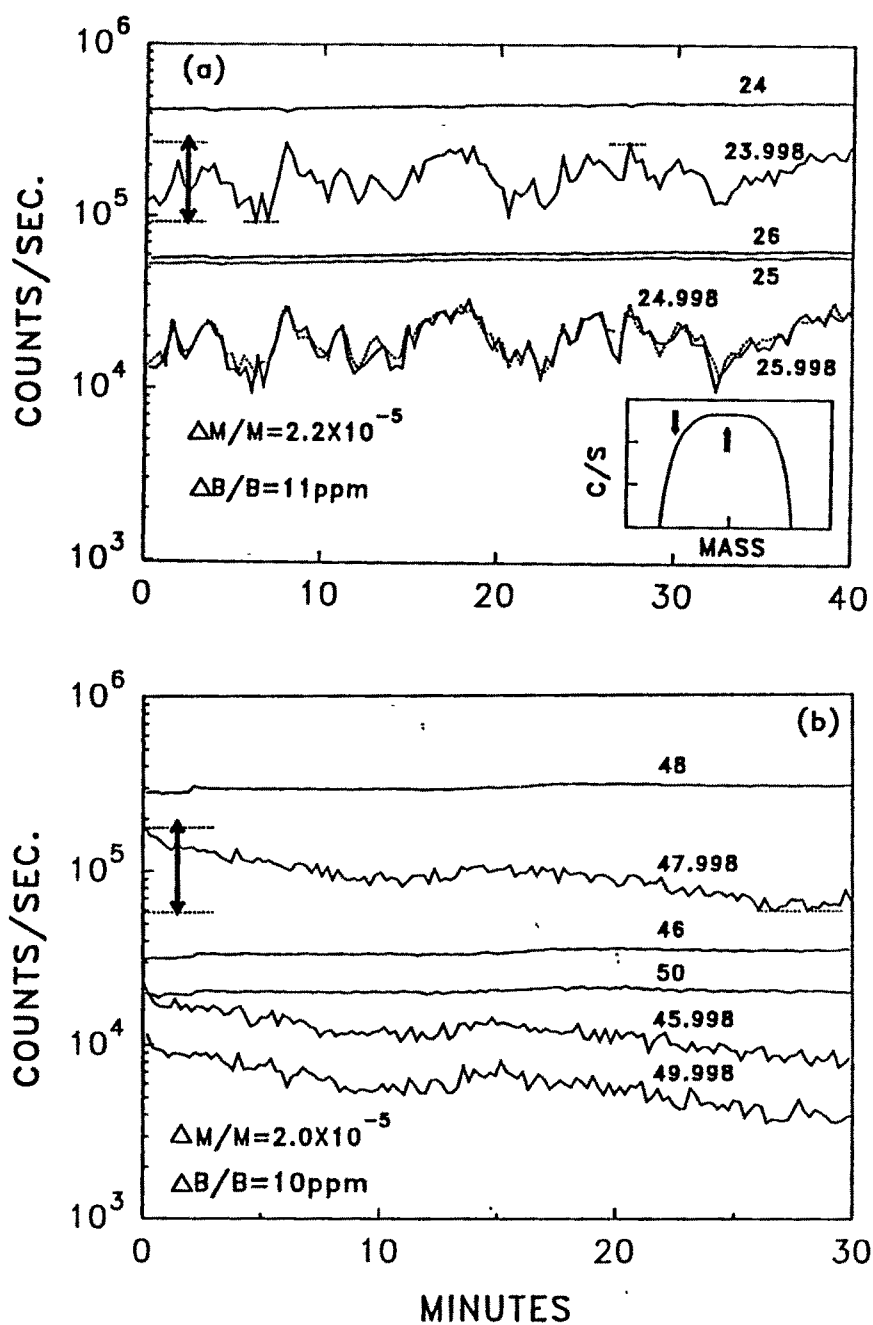 10^6
(a)
24
23.998
10^5
26
25
24.998
25.998
10^4
ΔM/M=2.2X10^-5
ΔB/B=11ppm
C/S
MASS
10^3
COUNTS/SEC.
0 10 20 30 40
10^6
(b)
48
47.998
10^5
46
50
45.998
10^4
49.998
ΔM/M=2.0X10^-5
ΔB/B=10ppm
10^3
COUNTS/SEC.
0 10 20 30
MINUTES